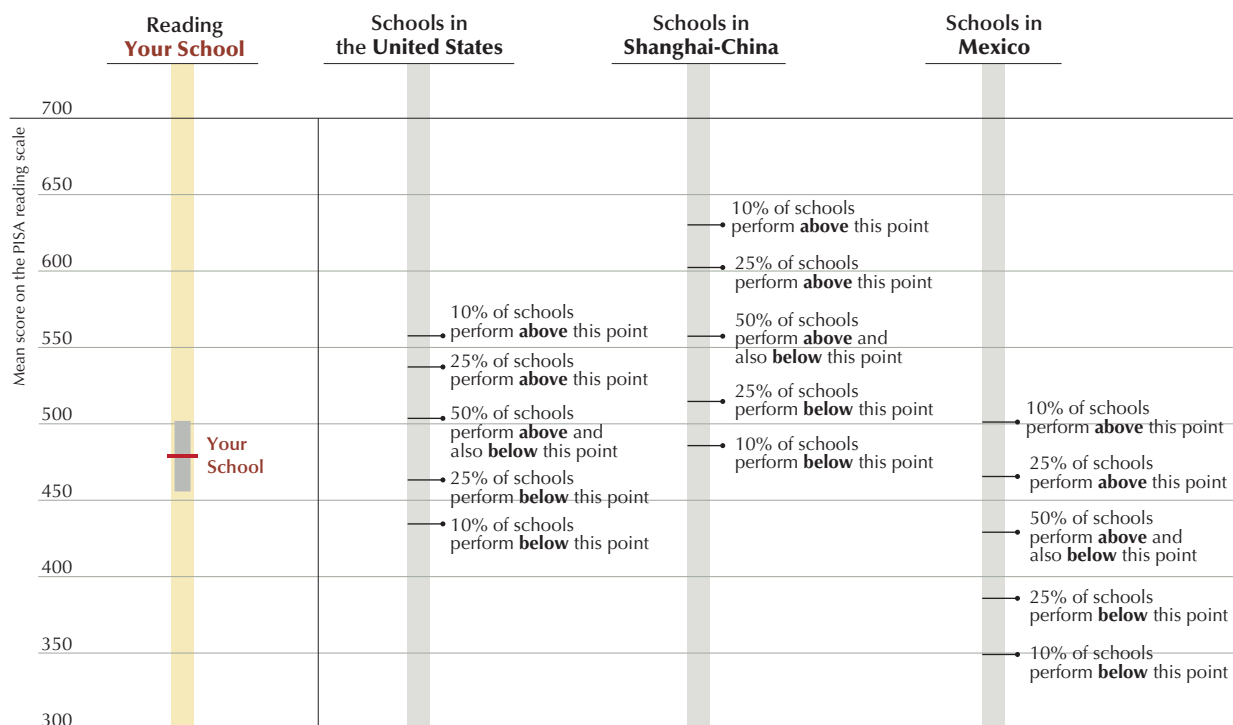 Reading
Your School
Schools in
the United States
Schools in
Shanghai-China
Schools in
Mexico
Mean score on the PISA reading scale
700
650
600
550
500
450
400
350
300
Your
School
10% of schools
perform above this point
25% of schools
perform above this point
50% of schools
perform above and
also below this point
25% of schools
perform below this point
10% of schools
perform below this point
10% of schools
perform above this point
25% of schools
perform above this point
50% of schools
perform above and
also below this point
25% of schools
perform below this point
10% of schools
perform below this point
10% of schools
perform above this point
25% of schools
perform above this point
50% of schools
perform above and
also below this point
25% of schools
perform below this point
10% of schools
perform below this point